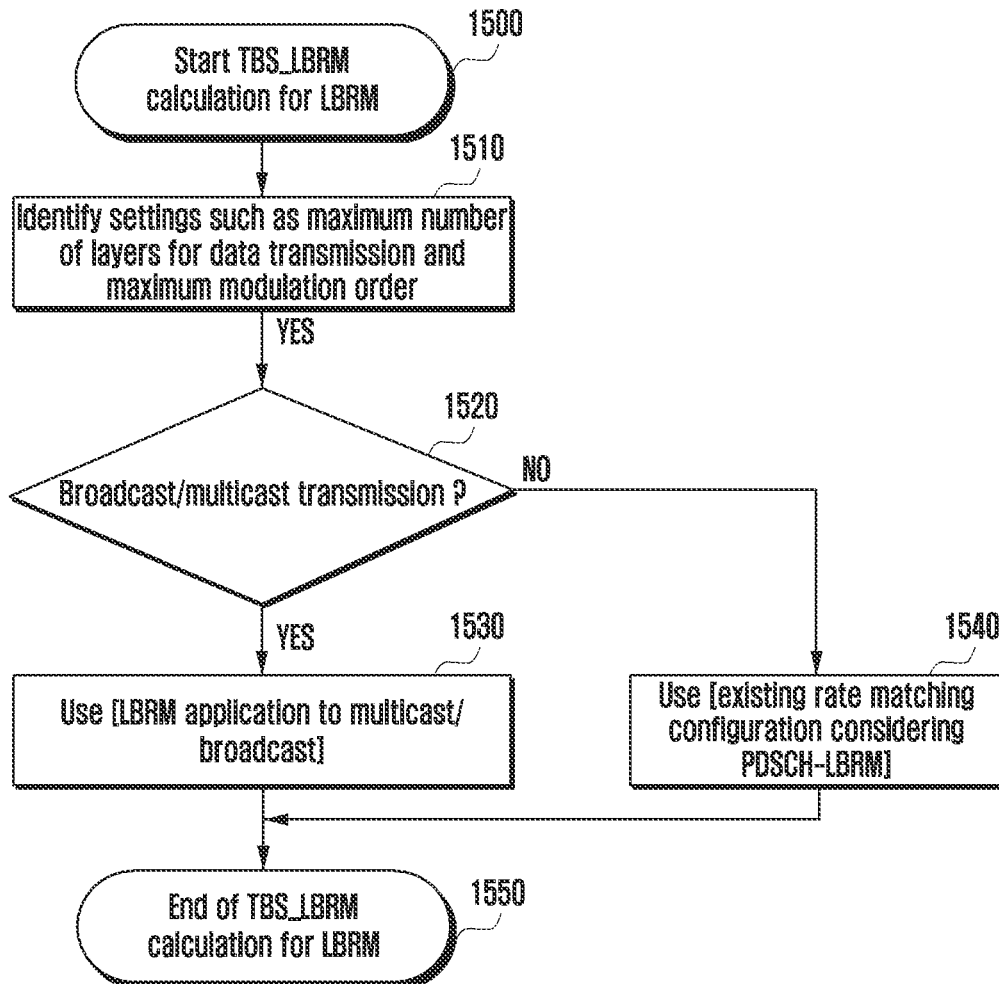 1500
Start TBS_LBRM
calculation for LBRM
1510
Identify settings such as maximum number
of layers for data transmission and
maximum modulation order
YES
1520
Broadcast/multicast transmission ?
NO
YES
1530
Use [LBRM application to multicast/
broadcast]
1540
Use [existing rate matching
configuration considering
PDSCH-LBRM]
End of TBS_LBRM
calculation for LBRM
1550